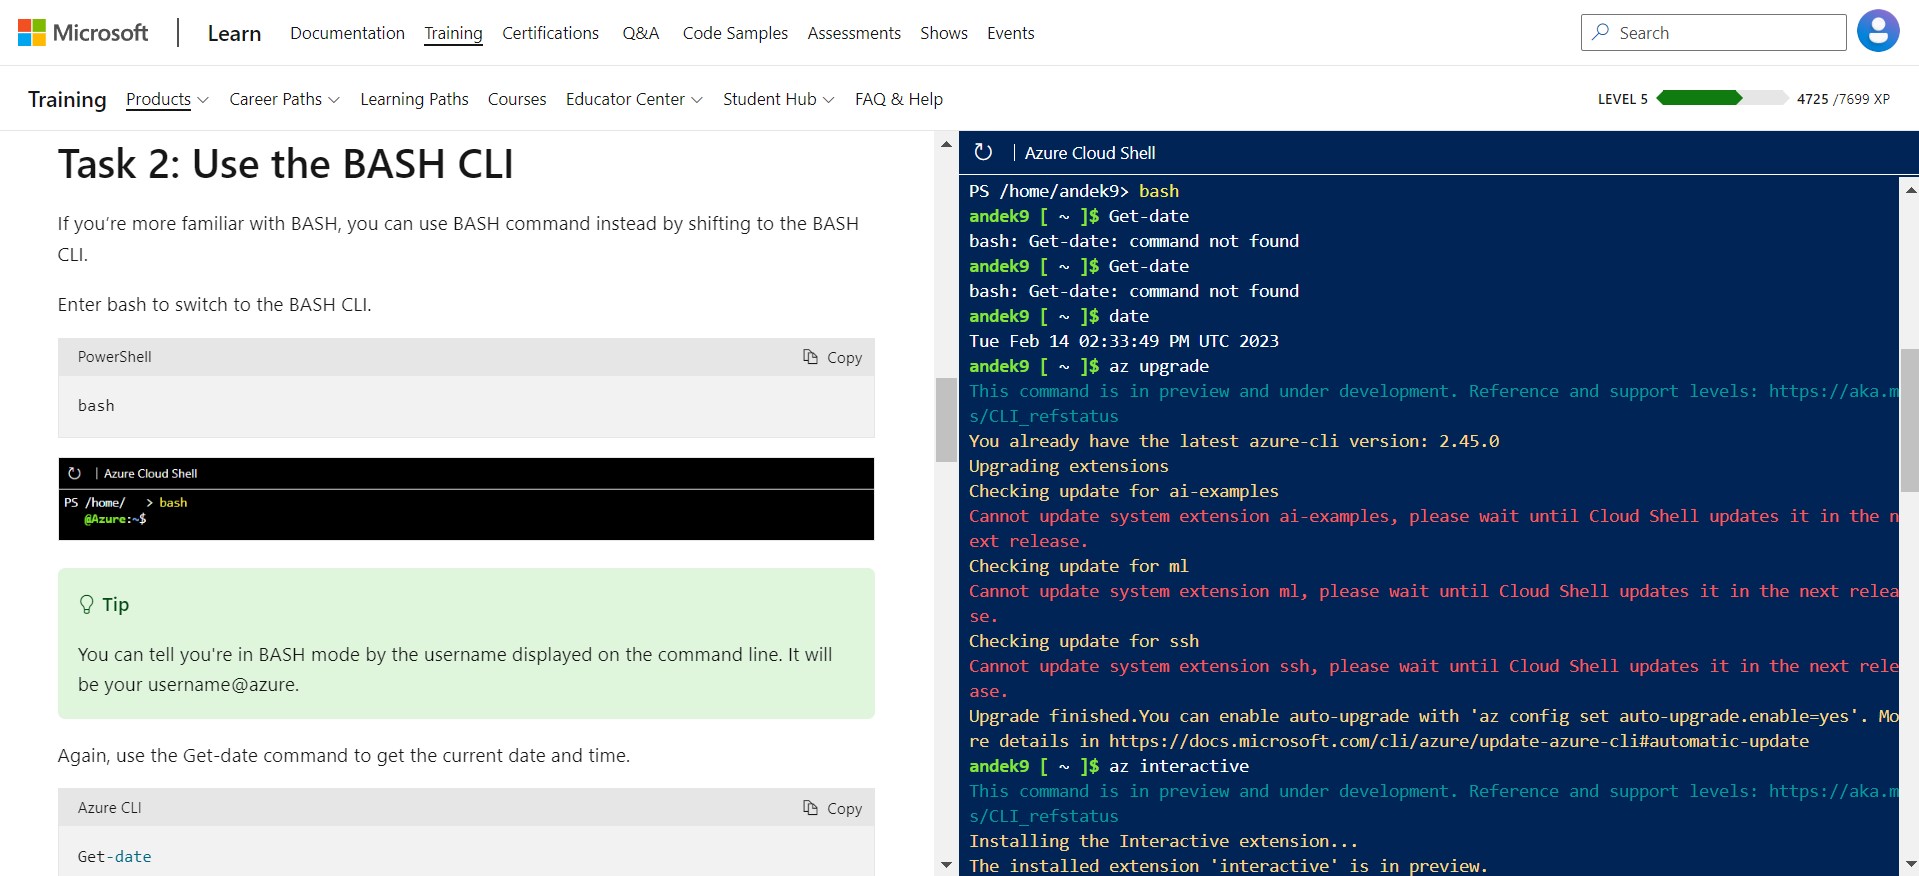 Microsoft | Learn Documentation Training Certifications Q&A Code Samples Assessments Shows Events Search
Training Products Career Paths Learning Paths Courses Educator Center Student Hub FAQ & Help LEVEL 5 4725 /7699 XP
Task 2: Use the BASH CLI
If you’re more familiar with BASH, you can use BASH command instead by shifting to the BASH
CLI.
Enter bash to switch to the BASH CLI.
PowerShell Copy
bash
| Azure Cloud Shell
PS /home/ > bash
@Azure:~$
Tip
You can tell you're in BASH mode by the username displayed on the command line. It will
be your username@azure.
Again, use the Get-date command to get the current date and time.
Azure CLI Copy
Get-date
| Azure Cloud Shell
PS /home/andek9> bash
andek9 [ ~ ]$ Get-date
bash: Get-date: command not found
andek9 [ ~ ]$ Get-date
bash: Get-date: command not found
andek9 [ ~ ]$ date
Tue Feb 14 02:33:49 PM UTC 2023
andek9 [ ~ ]$ az upgrade
This command is in preview and under development. Reference and support levels: https://aka.m
s/CLI_refstatus
You already have the latest azure-cli version: 2.45.0
Upgrading extensions
Checking update for ai-examples
Cannot update system extension ai-examples, please wait until Cloud Shell updates it in the n
ext release.
Checking update for ml
Cannot update system extension ml, please wait until Cloud Shell updates it in the next relea
se.
Checking update for ssh
Cannot update system extension ssh, please wait until Cloud Shell updates it in the next rele
ase.
Upgrade finished.You can enable auto-upgrade with 'az config set auto-upgrade.enable=yes'. Mo
re details in https://docs.microsoft.com/cli/azure/update-azure-cli#automatic-update
andek9 [ ~ ]$ az interactive
This command is in preview and under development. Reference and support levels: https://aka.m
s/CLI_refstatus
Installing the Interactive extension...
The installed extension 'interactive' is in preview.